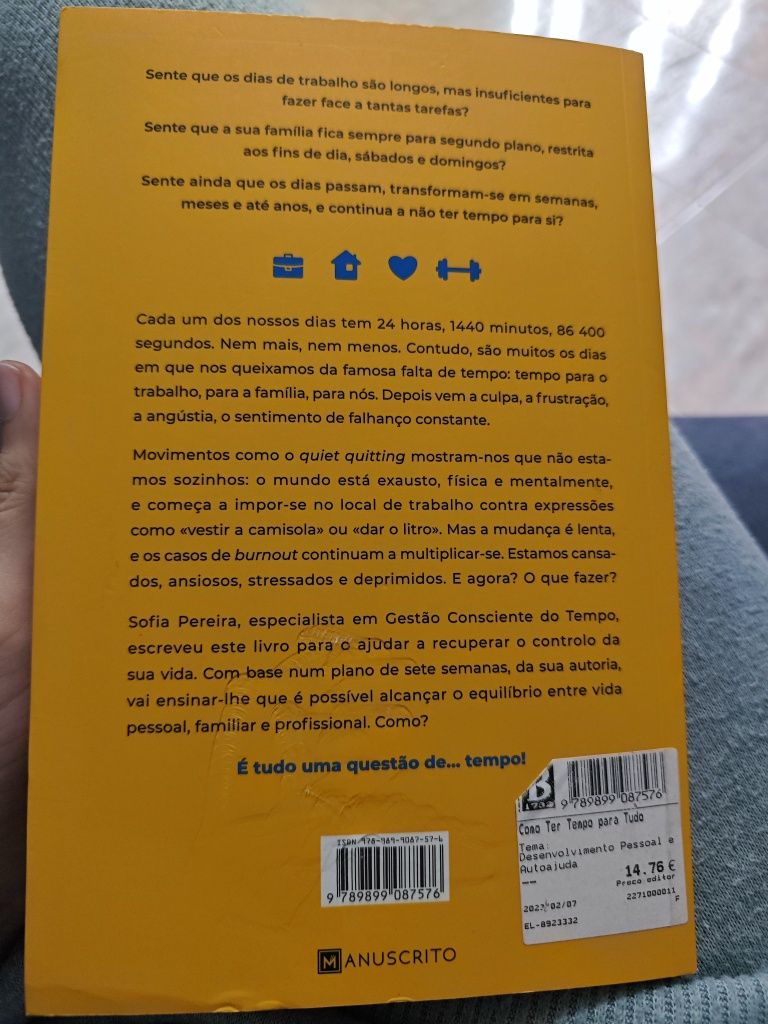 Sente que os dias de trabalho são longos, mas insuficientes para
fazer face a tantas tarefas?
Sente que a sua família fica sempre para segundo plano, restrita
aos fins de dia, sábados e domingos?
Sente ainda que os dias passam, transformam-se em semanas,
meses e até anos, e continua a não ter tempo para si?
Cada um dos nossos dias tem 24 horas, 1440 minutos, 86 400
segundos. Nem mais, nem menos. Contudo, são muitos os dias
em que nos queixamos da famosa falta de tempo: tempo para o
trabalho, para a família, para nós. Depois vem a culpa, a frustração,
a angústia, o sentimento de falhanço constante.
Movimentos como o quiet quitting mostram-nos que não esta-
mos sozinhos: o mundo está exausto, física e mentalmente,
e começa a impor-se no local de trabalho contra expressões
como «vestir a camisola» ou «dar o litro». Mas a mudança é lenta,
e os casos de burnout continuam a multiplicar-se. Estamos cansa-
dos, ansiosos, stressados e deprimidos. E agora? O que fazer?
Sofia Pereira, especialista em Gestão Consciente do Tempo,
escreveu este livro para o ajudar a recuperar o controlo da
sua vida. Com base num plano de sete semanas, da sua autoria,
vai ensinar-lhe que é possível alcançar o equilíbrio entre vida
pessoal, familiar e profissional. Como?
É tudo uma questão de... tempo!
ISBN 978-989-9087-57-6
9 789899 087576
MANUSCRITO
B
1732
9 789899 087576
Como Ter Tempo para Tudo
Tema:
Desenvolvimento Pessoal e
Autoajuda
--
14.76 €
Preco editor
2271000011
2023/02/07
F
EL-8923332